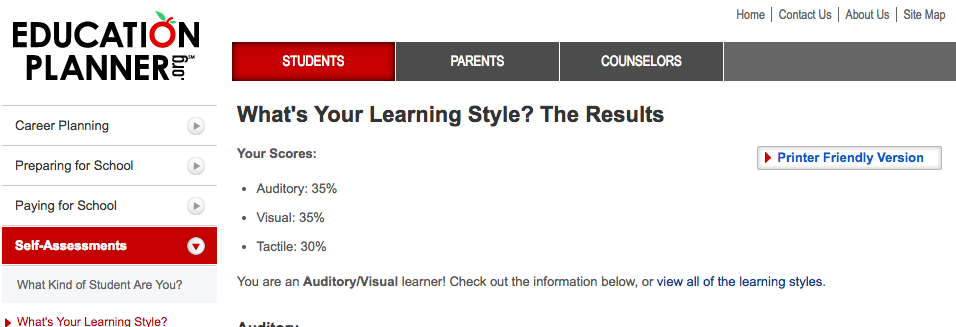 EDUCATION
PLANNER.org℠
Home | Contact Us | About Us | Site Map
STUDENTS
PARENTS
COUNSELORS
Career Planning
Preparing for School
Paying for School
Self-Assessments
What Kind of Student Are You?
What's Your Learning Style?
What's Your Learning Style? The Results
Your Scores:
Printer Friendly Version
• Auditory: 35%
• Visual: 35%
• Tactile: 30%
You are an Auditory/Visual learner! Check out the information below, or view all of the learning styles.
Auditory